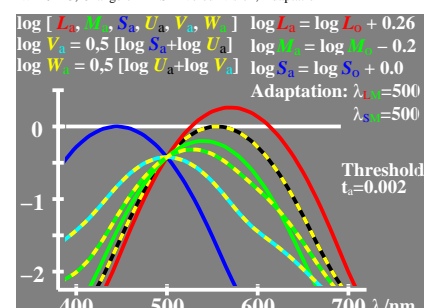 log [ La, Ma, Sa, Ua, Va, Wa ] log La = log Lo + 0.26
log Va = 0,5 [log Sa+log Ua] log Ma = log Mo – 0.2
log Wa = 0,5 [log Ua+log Va] log Sa = log So + 0.0
Adaptation: λLM=500
λSM=500
0
Threshold
ta=0.002
−1
−2
400 500 600 700 λ/nm